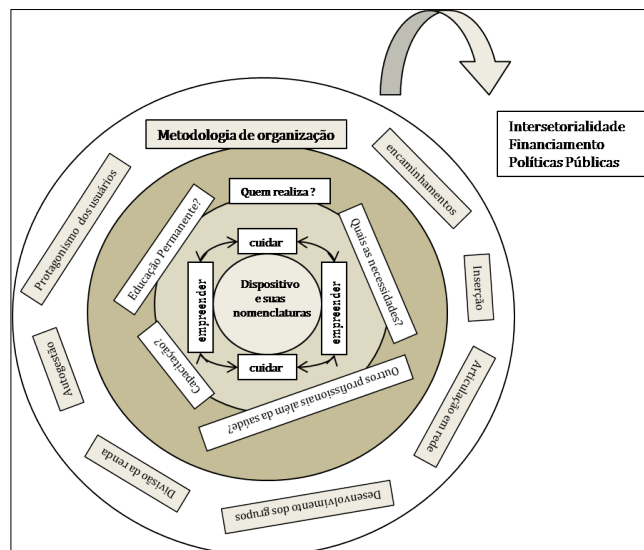 Intersetorialidade
Financiamento
Políticas Públicas
Metodologia de organização
encaminhamentos
Inserção
Articulação em rede
Desenvolvimento dos grupos
Divisão da renda
Autogestão
Protagonismo dos usuários
Quem realiza ?
Quais as necessidades?
Outros profissionais além da saúde?
Capacitação?
Educação Permanente?
cuidar
empreender
cuidar
empreender
Dispositivo
e suas
nomenclaturas